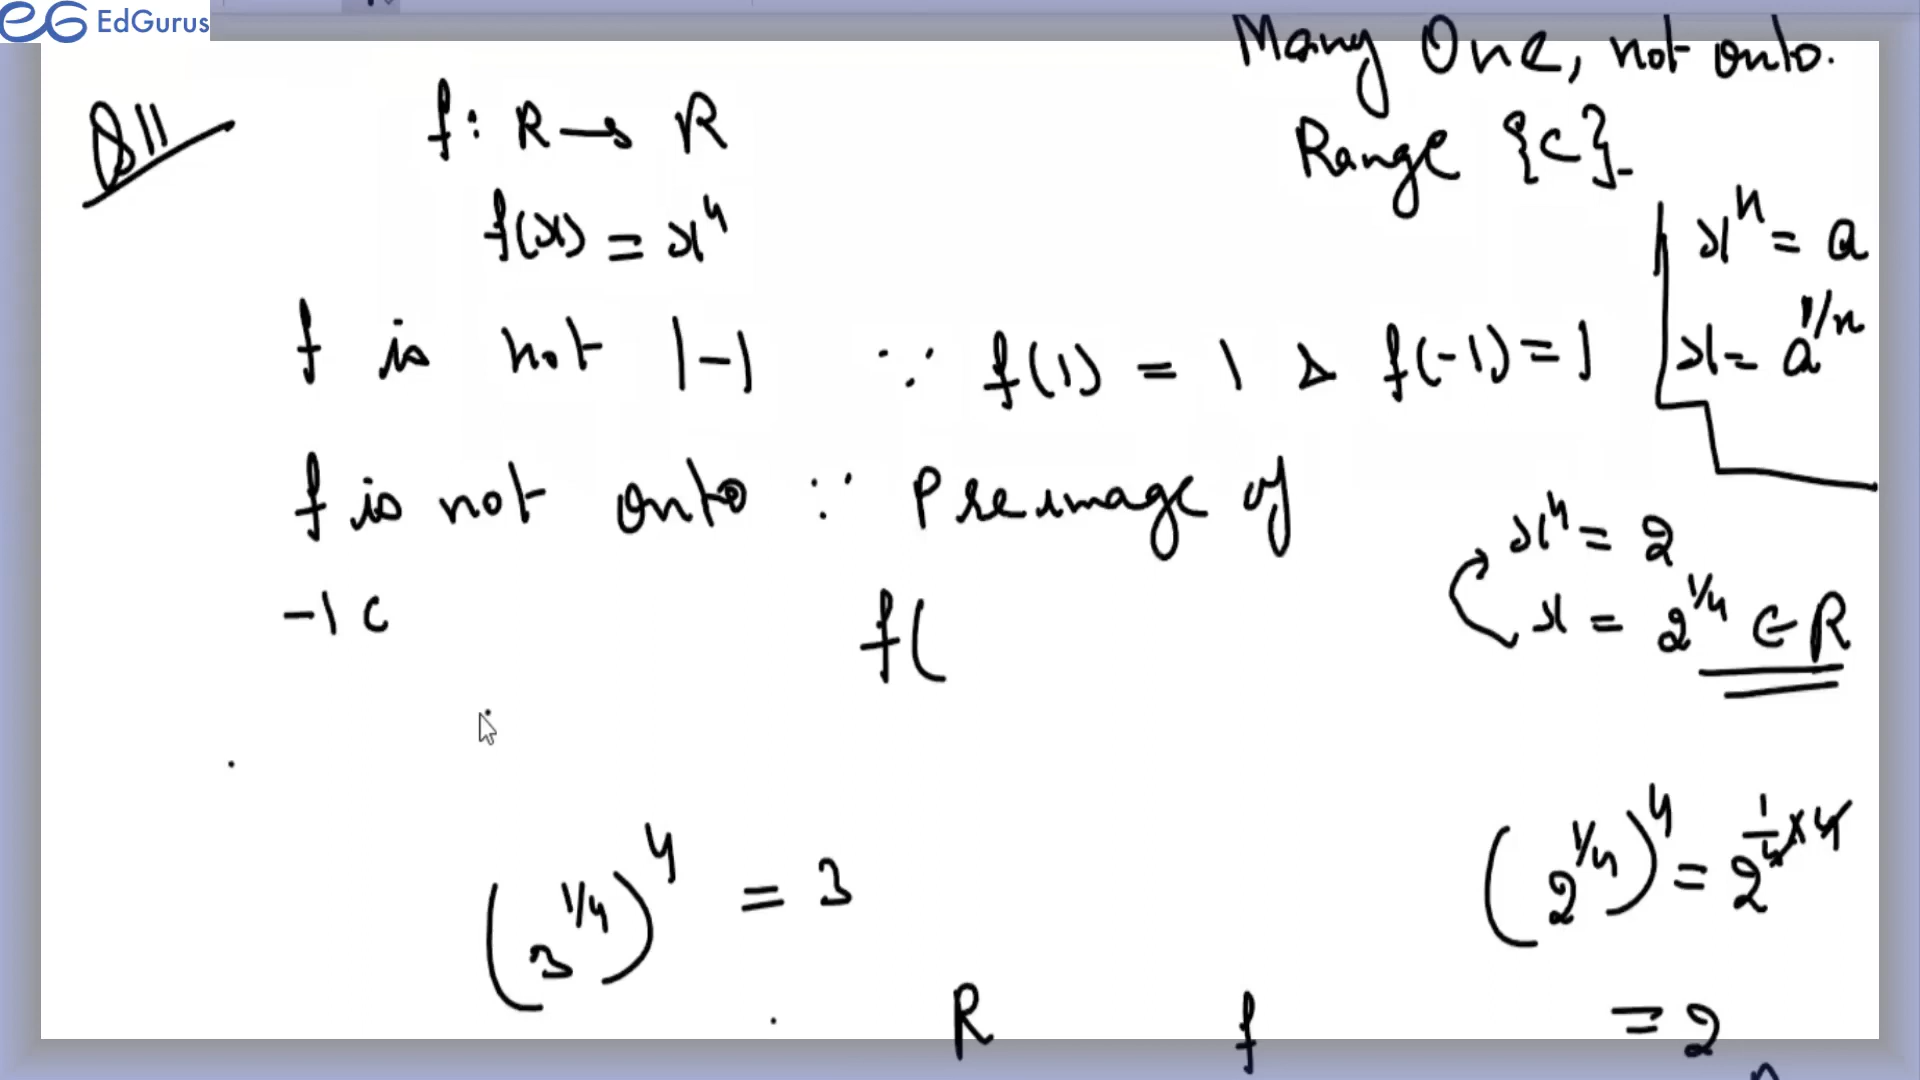 EdGurus
Many One, not onto.
Range {c}
Q11
f: R → R
f(x) = x⁴
xⁿ = a
x = a^1/n
f is not 1-1 ∵ f(1) = 1 & f(-1) = 1
f is not onto ∵ Preimage of
-1 c
f(
x⁴ = 2
x = 2^1/4 ∈ R
(3^1/4)⁴ = 3
(2^1/4)⁴ = 2^1/4×4
= 2
R f